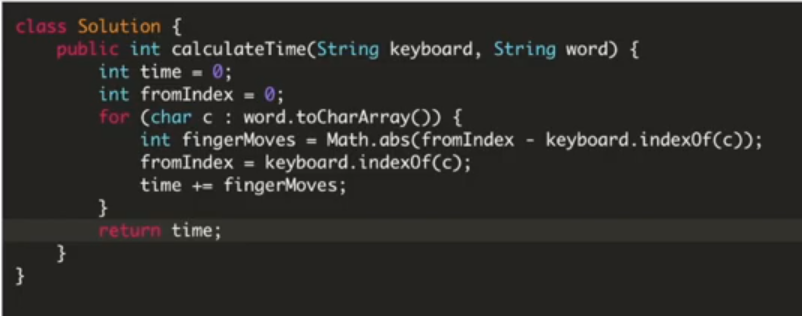 class Solution {
    public int calculateTime(String keyboard, String word) {
        int time = 0;
        int fromIndex = 0;
        for (char c : word.toCharArray()) {
            int fingerMoves = Math.abs(fromIndex - keyboard.indexOf(c));
            fromIndex = keyboard.indexOf(c);
            time += fingerMoves;
        }
        return time;
    }
}